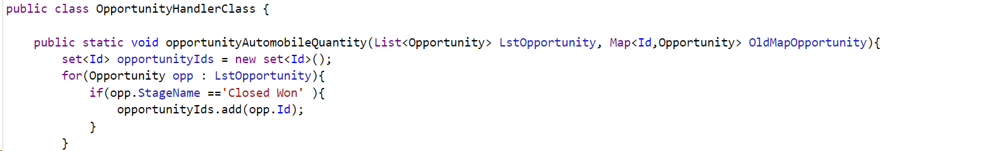 public class OpportunityHandlerClass {
public static void opportunityAutomobileQuantity(List<Opportunity> LstOpportunity, Map<Id,Opportunity> OldMapOpportunity){
set<Id> opportunityIds = new set<Id>();
for(Opportunity opp : LstOpportunity){
if(opp.StageName =='Closed Won' ){
opportunityIds.add(opp.Id);
}
}